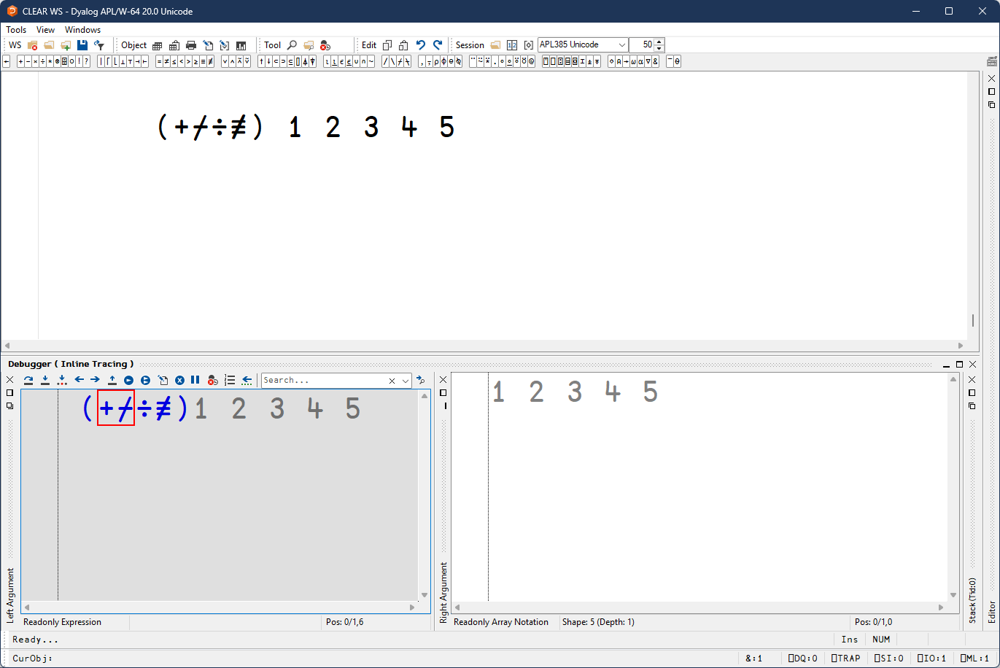 CLEAR WS - Dyalog APL/W-64 20.0 Unicode
Tools View Windows
WS Object Tool Edit Session APL385 Unicode 50
← + - × ÷ * ⍟ ⌹ ○ ! ? | ⌈ ⌊ ⊥ ⊤ ⊣ ⊢ = ≠ ≤ < > ≥ ≡ ≢ ∨ ∧ ⍲ ⍱ ↑ ↓ ⊂ ⊃ ⊆ ⌷ ⍋ ⍒ ⍳ ⍸ ∊ ⍷ ∪ ∩ ~ / \ ⌿ ⍀ , ⍪ ⍴ ⌽ ⊖ ⍉ ¨ ⍨ ⍣ . ∘ ⍛ ⍤ ⍥ @
(+⌿÷≢) 1 2 3 4 5
Debugger ( Inline Tracing )
Search...
(+⌿÷≢)1 2 3 4 5
1 2 3 4 5
Left Argument
Right Argument
Stack (Tid:0)
Editor
Readonly Expression Pos: 0/1,6 Readonly Array Notation Shape: 5 (Depth: 1) Pos: 0/1,0
Ready... Ins NUM
CurObj: &:1 ⎕DQ:0 ⎕TRAP ⎕SI:0 ⎕IO:1 ⎕ML:1